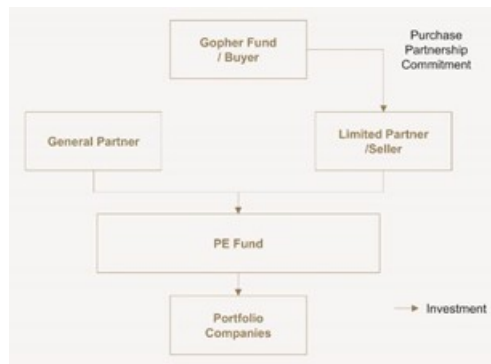 Gopher Fund
/ Buyer
Purchase
Partnership
Commitment
General Partner
Limited Partner
/Seller
PE Fund
Portfolio
Companies
Investment